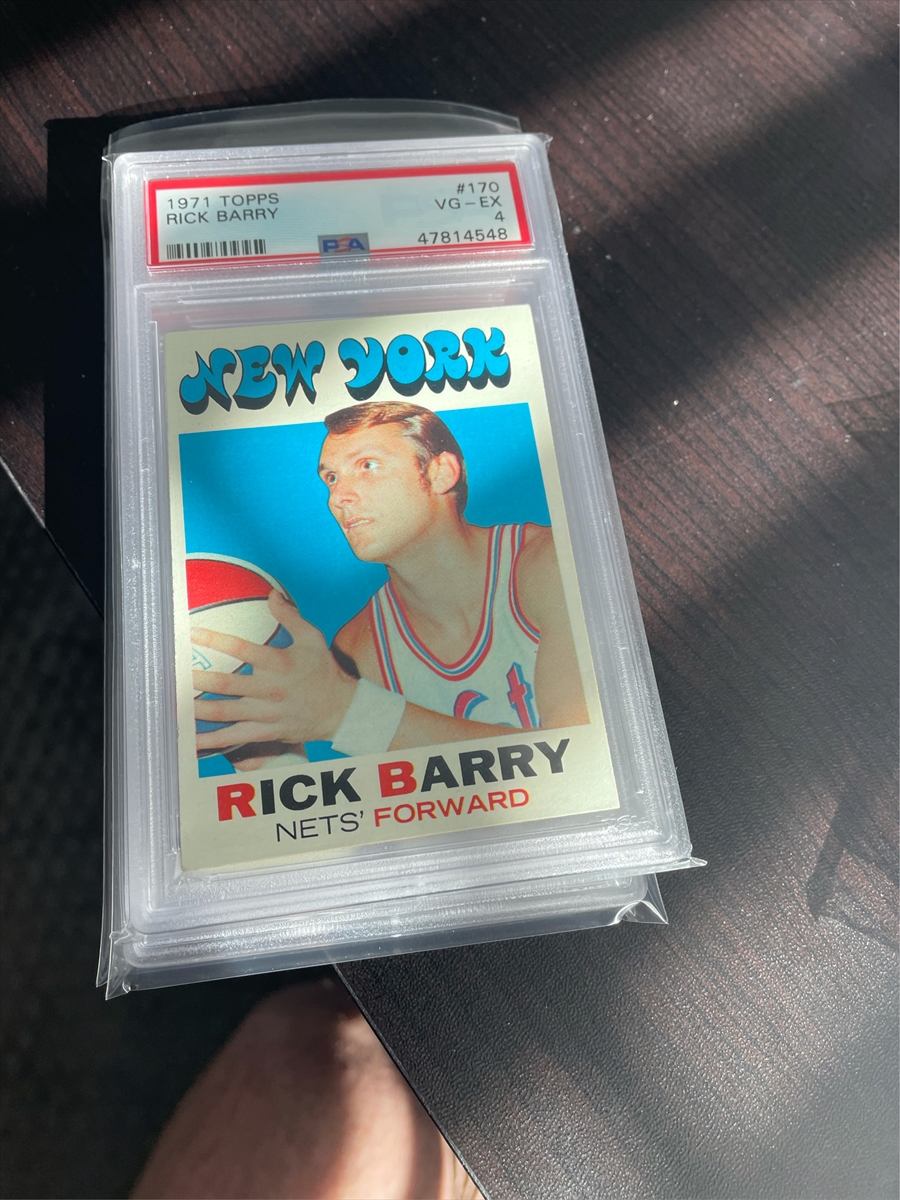 1971 TOPPS #170
RICK BARRY VG-EX
4
PSA 47814548
NEW YORK
RICK BARRY
NETS' FORWARD